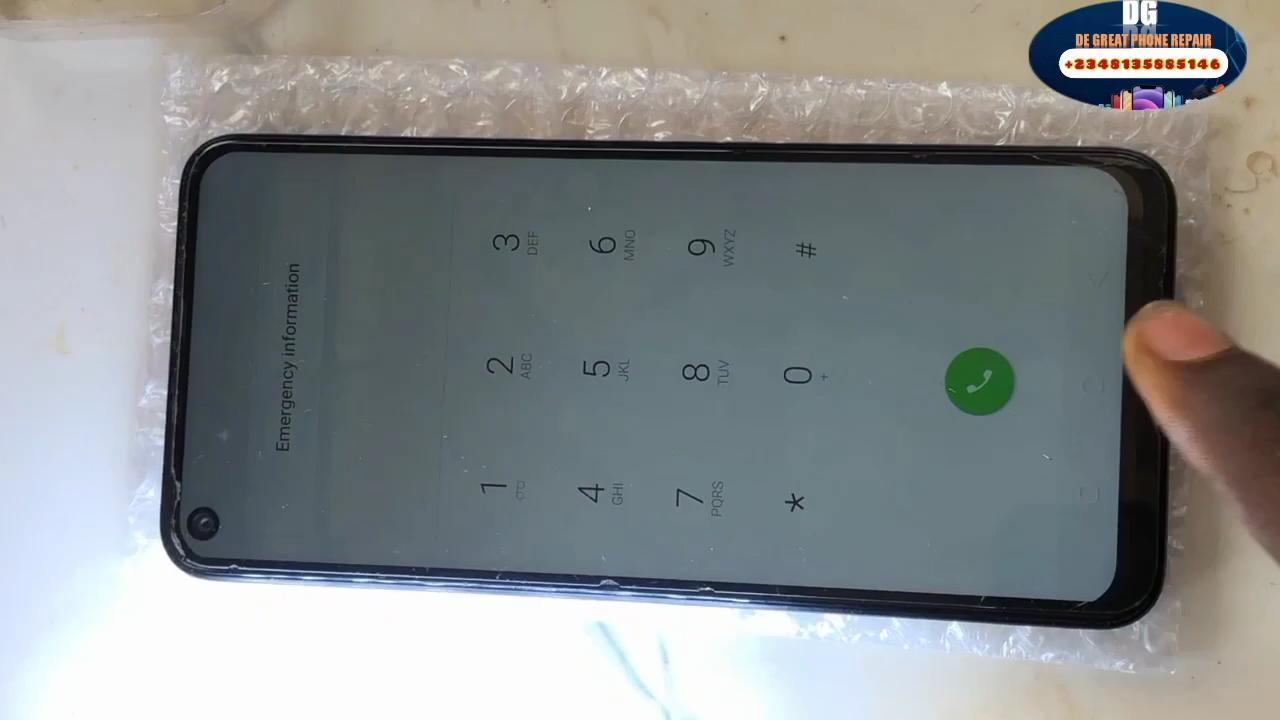 DG
DE GREAT PHONE REPAIR
+2348135885146
Emergency information
1
2 ABC
3 DEF
4 GHI
5 JKL
6 MNO
7 PQRS
8 TUV
9 WXYZ
*
0 +
#